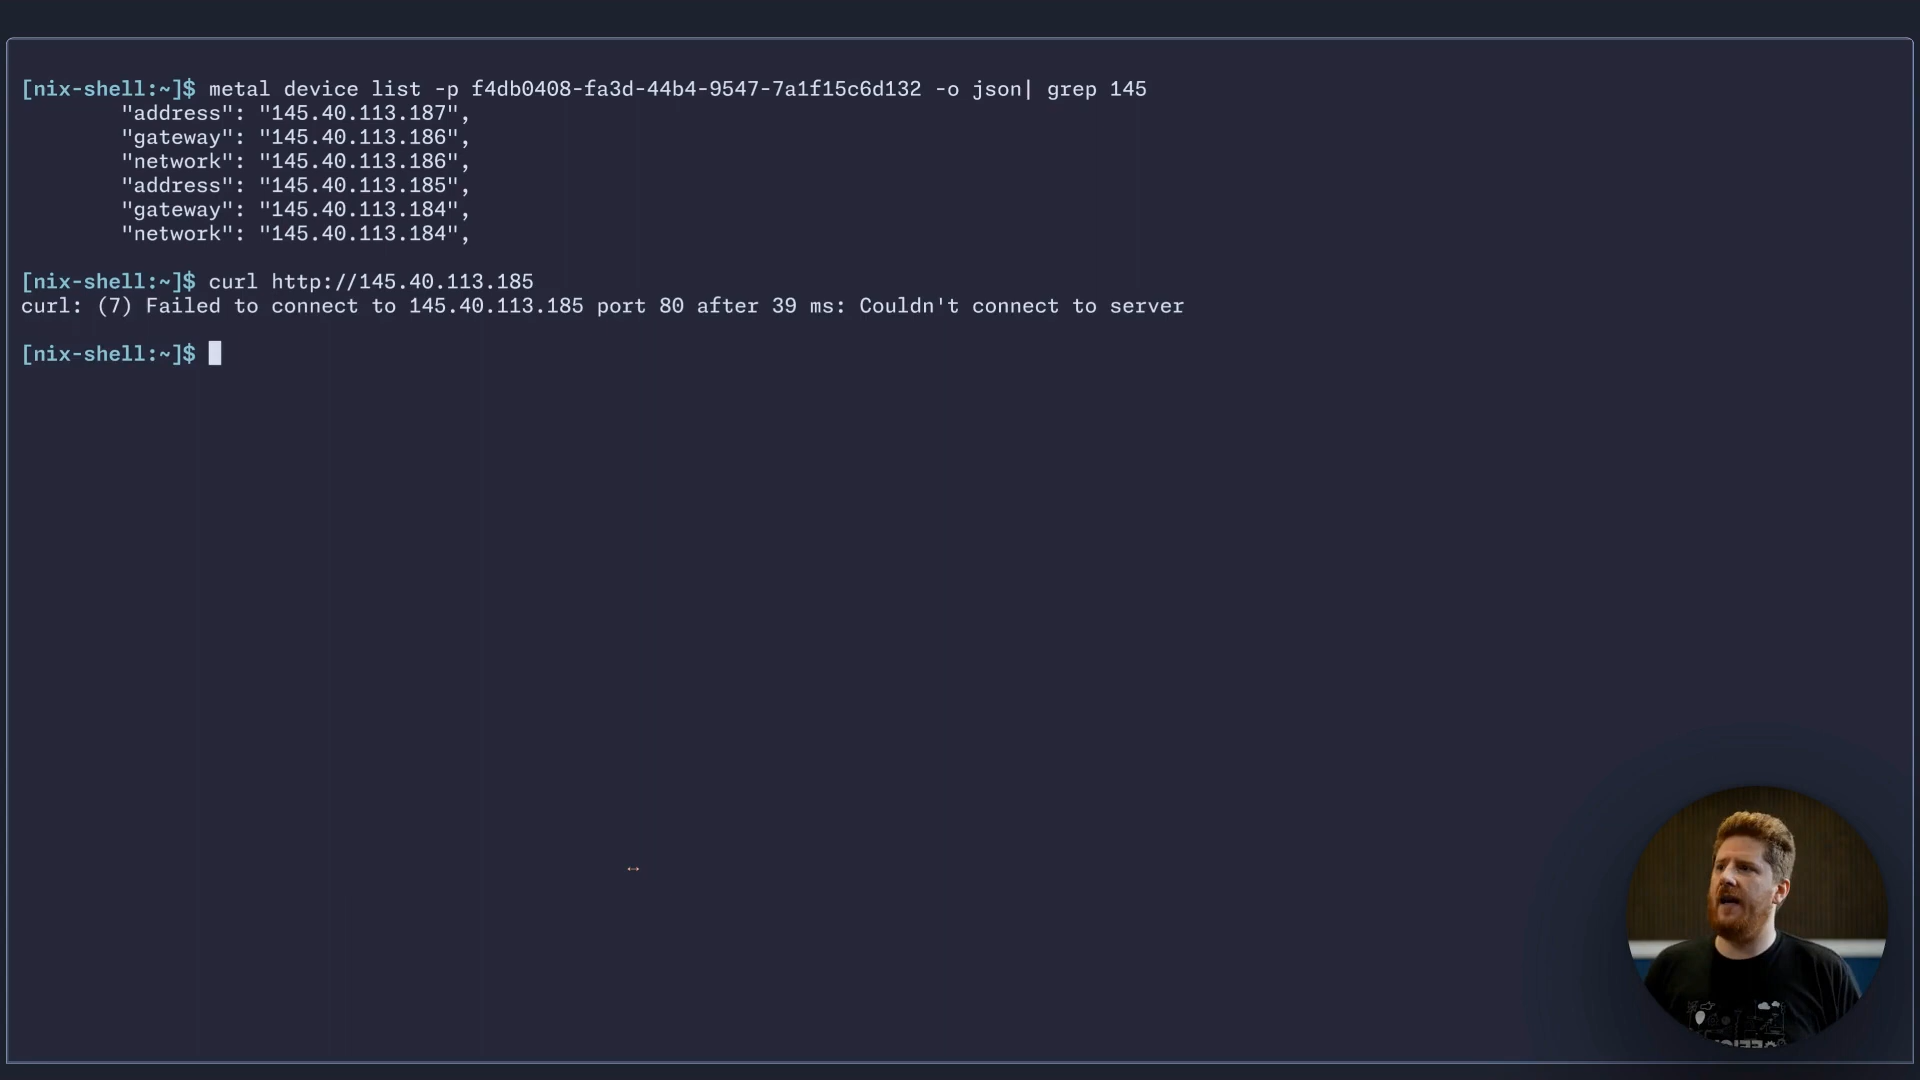 [nix-shell:~]$ metal device list -p f4db0408-fa3d-44b4-9547-7a1f15c6d132 -o json| grep 145
"address": "145.40.113.187",
"gateway": "145.40.113.186",
"network": "145.40.113.186",
"address": "145.40.113.185",
"gateway": "145.40.113.184",
"network": "145.40.113.184",
[nix-shell:~]$ curl http://145.40.113.185
curl: (7) Failed to connect to 145.40.113.185 port 80 after 39 ms: Couldn't connect to server
[nix-shell:~]$